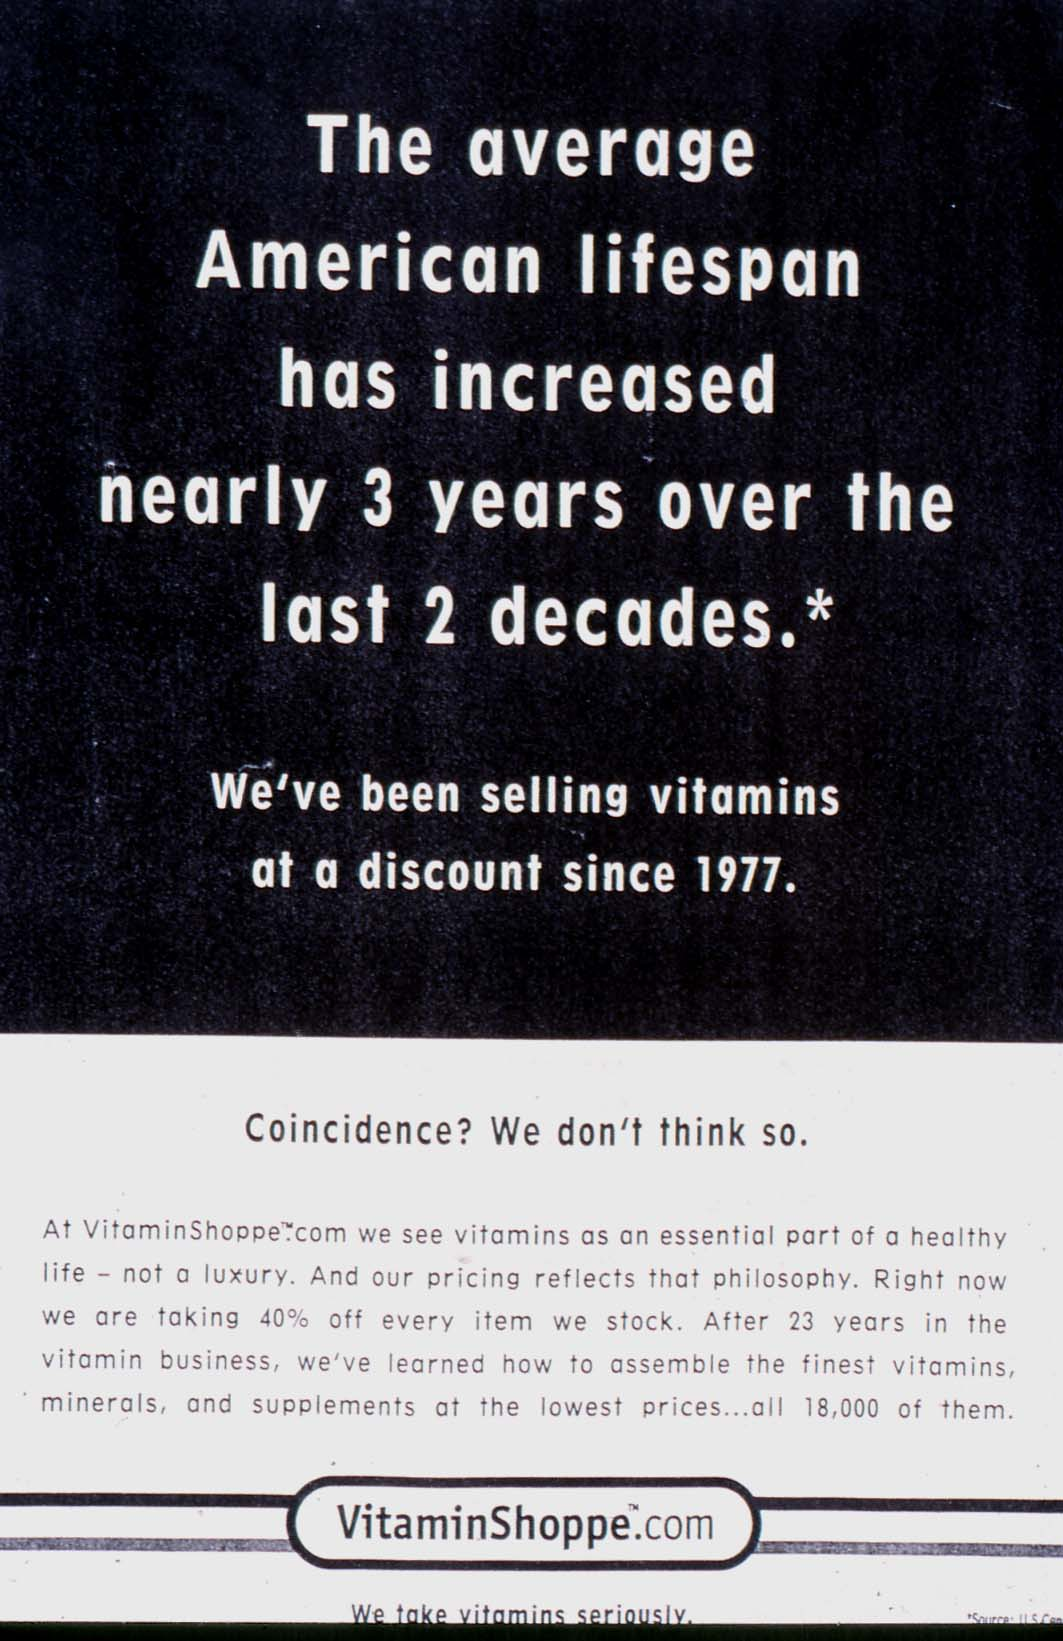 The average
American lifespan
has increased
nearly 3 years over the
last 2 decades.*
We've been selling vitamins
at a discount since 1977.
Coincidence? We don't think so.
At VitaminShoppe™.com we see vitamins as an essential part of a healthy
life – not a luxury. And our pricing reflects that philosophy. Right now
we are taking 40% off every item we stock. After 23 years in the
vitamin business, we've learned how to assemble the finest vitamins,
minerals, and supplements at the lowest prices...all 18,000 of them.
VitaminShoppe™.com
We take vitamins seriously.
*Source: U.S.